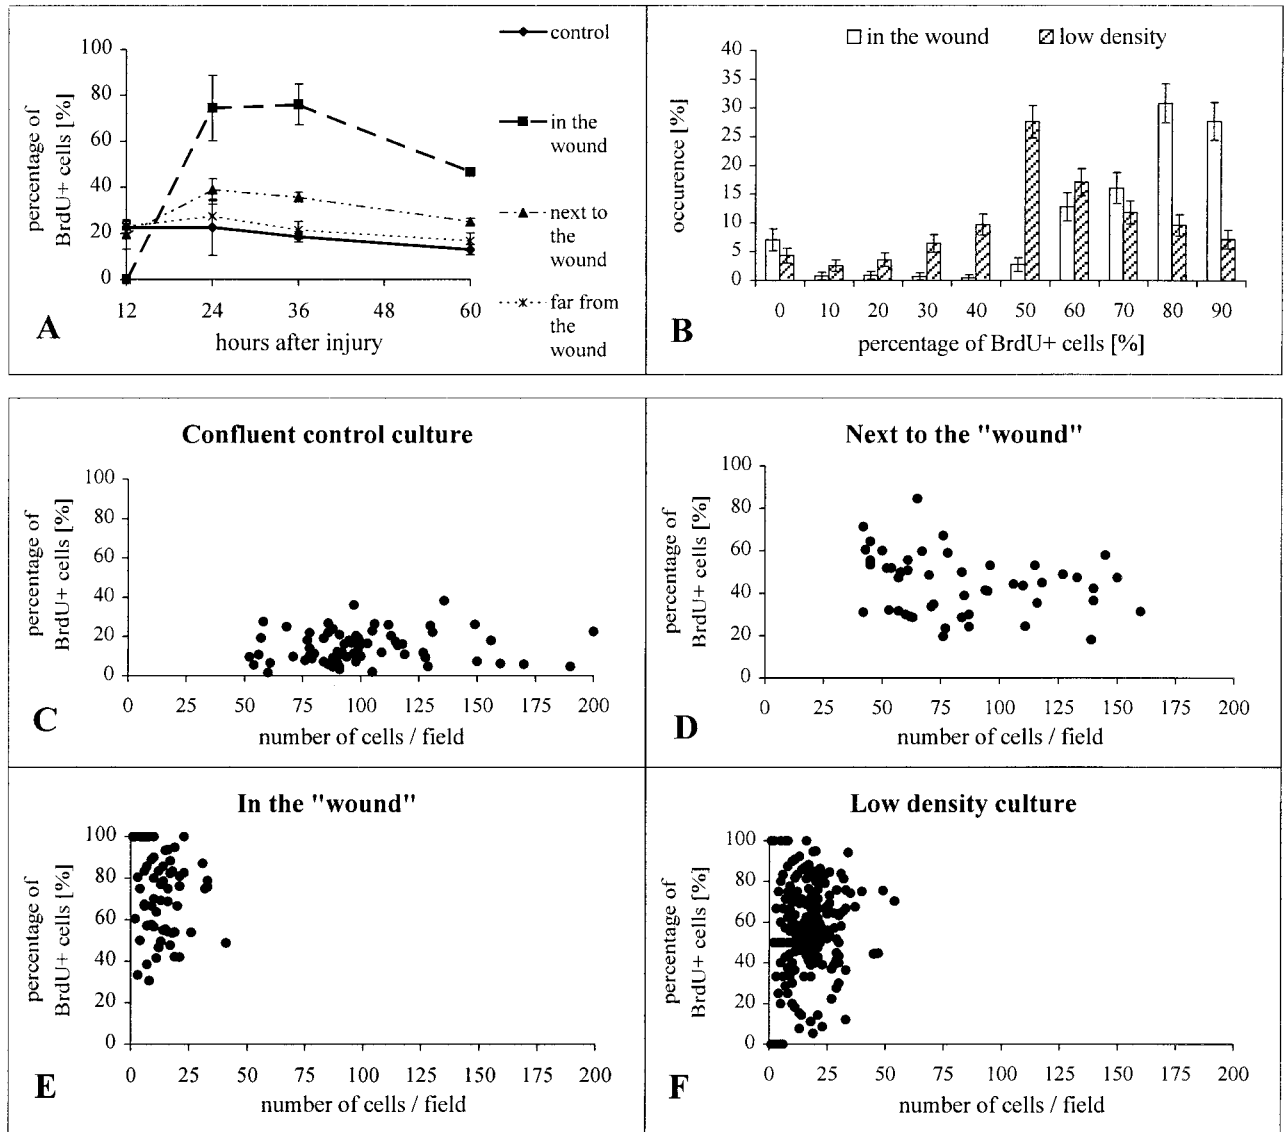 100
80
60
40
20
0
12
24
36
48
60
percentage of
BrdU+ cells [%]
hours after injury
control
in the
wound
next to
the
wound
far from
the
wound
A
in the wound
low density
40
35
30
25
20
15
10
5
0
0
10
20
30
40
50
60
70
80
90
occurence [%]
percentage of BrdU+ cells [%]
B
Confluent control culture
100
80
60
40
20
0
0
25
50
75
100
125
150
175
200
percentage of
BrdU+ cells [%]
number of cells / field
C
Next to the "wound"
100
80
60
40
20
0
0
25
50
75
100
125
150
175
200
percentage of
BrdU+ cells [%]
number of cells / field
D
In the "wound"
100
80
60
40
20
0
0
25
50
75
100
125
150
175
200
percentage of
BrdU+ cells [%]
number of cells / field
E
Low density culture
100
80
60
40
20
0
0
25
50
75
100
125
150
175
200
percentage of
BrdU+ cells [%]
number of cells / field
F